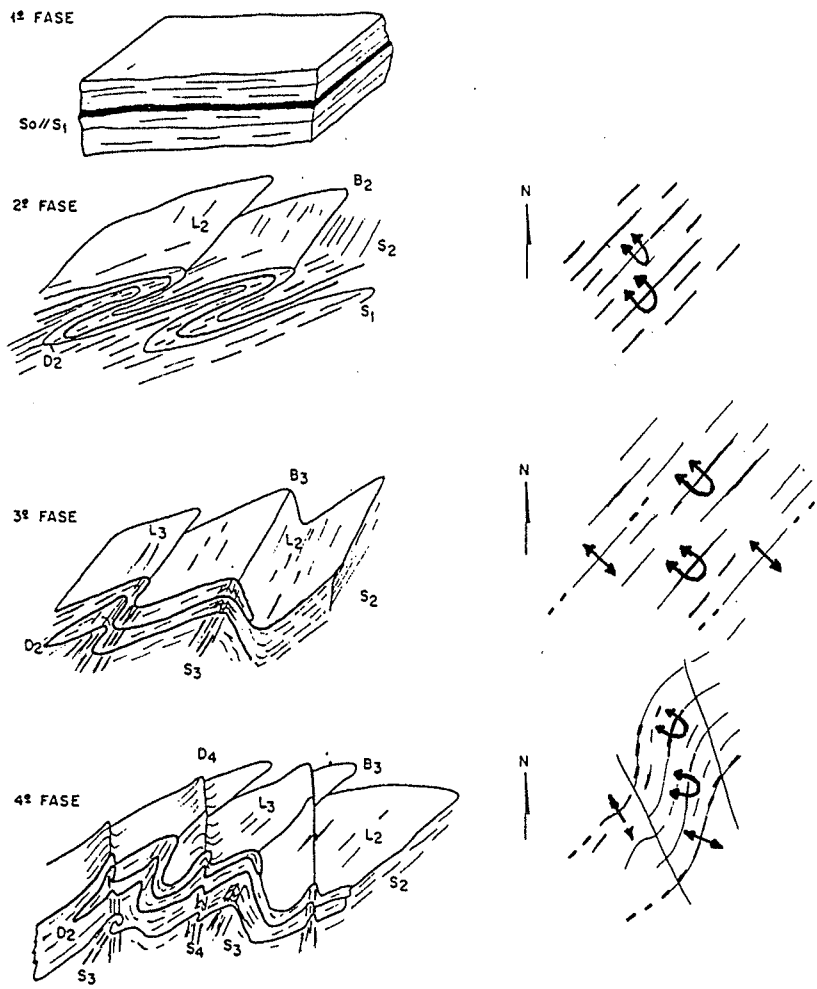 1ª FASE
So//S1
2ª FASE
L2
B2
S2
S1
D2
N
3ª FASE
L3
B3
L2
S2
D2
S3
N
4ª FASE
D4
L3
B3
L2
S2
D2
S3
S4
S3
N